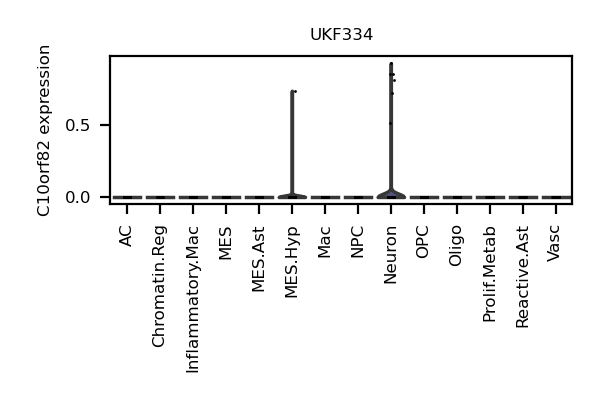 UKF334
C10orf82 expression
0.5
0.0
AC
Chromatin.Reg
Inflammatory.Mac
MES
MES.Ast
MES.Hyp
Mac
NPC
Neuron
OPC
Oligo
Prolif.Metab
Reactive.Ast
Vasc